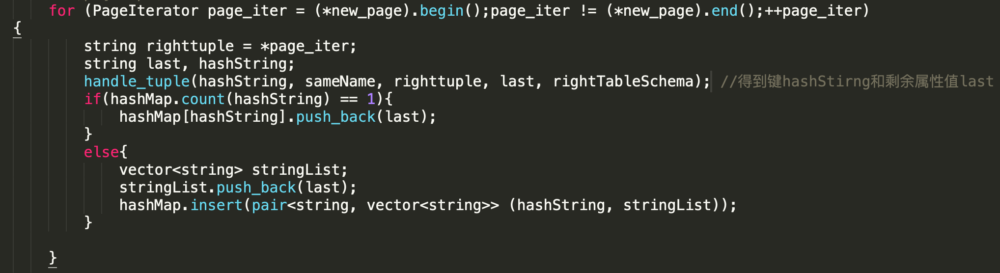 for (PageIterator page_iter = (*new_page).begin();page_iter != (*new_page).end();++page_iter)
{
string righttuple = *page_iter;
string last, hashString;
handle_tuple(hashString, sameName, righttuple, last, rightTableSchema); //得到键hashStirng和剩余属性值last
if(hashMap.count(hashString) == 1){
hashMap[hashString].push_back(last);
}
else{
vector<string> stringList;
stringList.push_back(last);
hashMap.insert(pair<string, vector<string>> (hashString, stringList));
}
}